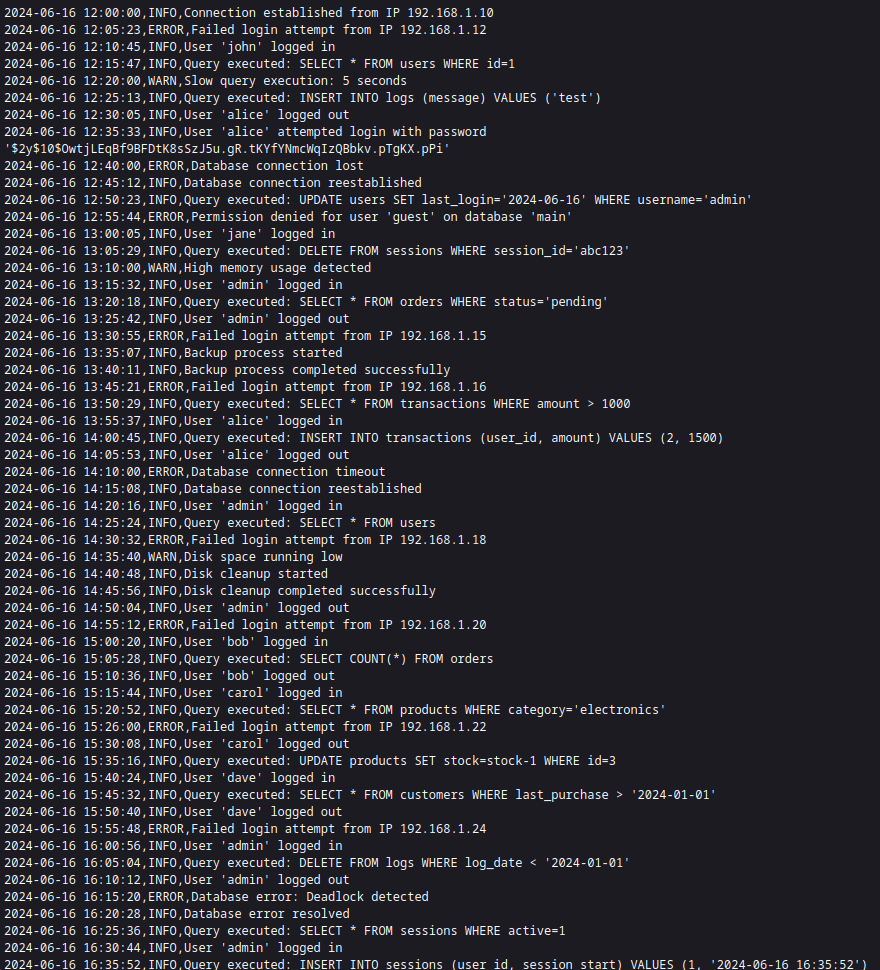 2024-06-16 12:00:00,INFO,Connection established from IP 192.168.1.10
2024-06-16 12:05:23,ERROR,Failed login attempt from IP 192.168.1.12
2024-06-16 12:10:45,INFO,User 'john' logged in
2024-06-16 12:15:47,INFO,Query executed: SELECT * FROM users WHERE id=1
2024-06-16 12:20:00,WARN,Slow query execution: 5 seconds
2024-06-16 12:25:13,INFO,Query executed: INSERT INTO logs (message) VALUES ('test')
2024-06-16 12:30:05,INFO,User 'alice' logged out
2024-06-16 12:35:33,INFO,User 'alice' attempted login with password
'$2y$10$OwtjLEqBf9BFDtK8sSzJ5u.gR.tKYfYNmcWqIzQBbkv.pTgKX.pPi'
2024-06-16 12:40:00,ERROR,Database connection lost
2024-06-16 12:45:12,INFO,Database connection reestablished
2024-06-16 12:50:23,INFO,Query executed: UPDATE users SET last_login='2024-06-16' WHERE username='admin'
2024-06-16 12:55:44,ERROR,Permission denied for user 'guest' on database 'main'
2024-06-16 13:00:05,INFO,User 'jane' logged in
2024-06-16 13:05:29,INFO,Query executed: DELETE FROM sessions WHERE session_id='abc123'
2024-06-16 13:10:00,WARN,High memory usage detected
2024-06-16 13:15:32,INFO,User 'admin' logged in
2024-06-16 13:20:18,INFO,Query executed: SELECT * FROM orders WHERE status='pending'
2024-06-16 13:25:42,INFO,User 'admin' logged out
2024-06-16 13:30:55,ERROR,Failed login attempt from IP 192.168.1.15
2024-06-16 13:35:07,INFO,Backup process started
2024-06-16 13:40:11,INFO,Backup process completed successfully
2024-06-16 13:45:21,ERROR,Failed login attempt from IP 192.168.1.16
2024-06-16 13:50:29,INFO,Query executed: SELECT * FROM transactions WHERE amount > 1000
2024-06-16 13:55:37,INFO,User 'alice' logged in
2024-06-16 14:00:45,INFO,Query executed: INSERT INTO transactions (user_id, amount) VALUES (2, 1500)
2024-06-16 14:05:53,INFO,User 'alice' logged out
2024-06-16 14:10:00,ERROR,Database connection timeout
2024-06-16 14:15:08,INFO,Database connection reestablished
2024-06-16 14:20:16,INFO,User 'admin' logged in
2024-06-16 14:25:24,INFO,Query executed: SELECT * FROM users
2024-06-16 14:30:32,ERROR,Failed login attempt from IP 192.168.1.18
2024-06-16 14:35:40,WARN,Disk space running low
2024-06-16 14:40:48,INFO,Disk cleanup started
2024-06-16 14:45:56,INFO,Disk cleanup completed successfully
2024-06-16 14:50:04,INFO,User 'admin' logged out
2024-06-16 14:55:12,ERROR,Failed login attempt from IP 192.168.1.20
2024-06-16 15:00:20,INFO,User 'bob' logged in
2024-06-16 15:05:28,INFO,Query executed: SELECT COUNT(*) FROM orders
2024-06-16 15:10:36,INFO,User 'bob' logged out
2024-06-16 15:15:44,INFO,User 'carol' logged in
2024-06-16 15:20:52,INFO,Query executed: SELECT * FROM products WHERE category='electronics'
2024-06-16 15:26:00,ERROR,Failed login attempt from IP 192.168.1.22
2024-06-16 15:30:08,INFO,User 'carol' logged out
2024-06-16 15:35:16,INFO,Query executed: UPDATE products SET stock=stock-1 WHERE id=3
2024-06-16 15:40:24,INFO,User 'dave' logged in
2024-06-16 15:45:32,INFO,Query executed: SELECT * FROM customers WHERE last_purchase > '2024-01-01'
2024-06-16 15:50:40,INFO,User 'dave' logged out
2024-06-16 15:55:48,ERROR,Failed login attempt from IP 192.168.1.24
2024-06-16 16:00:56,INFO,User 'admin' logged in
2024-06-16 16:05:04,INFO,Query executed: DELETE FROM logs WHERE log_date < '2024-01-01'
2024-06-16 16:10:12,INFO,User 'admin' logged out
2024-06-16 16:15:20,ERROR,Database error: Deadlock detected
2024-06-16 16:20:28,INFO,Database error resolved
2024-06-16 16:25:36,INFO,Query executed: SELECT * FROM sessions WHERE active=1
2024-06-16 16:30:44,INFO,User 'admin' logged in
2024-06-16 16:35:52,INFO,Query executed: INSERT INTO sessions (user_id, session_start) VALUES (1, '2024-06-16 16:35:52')